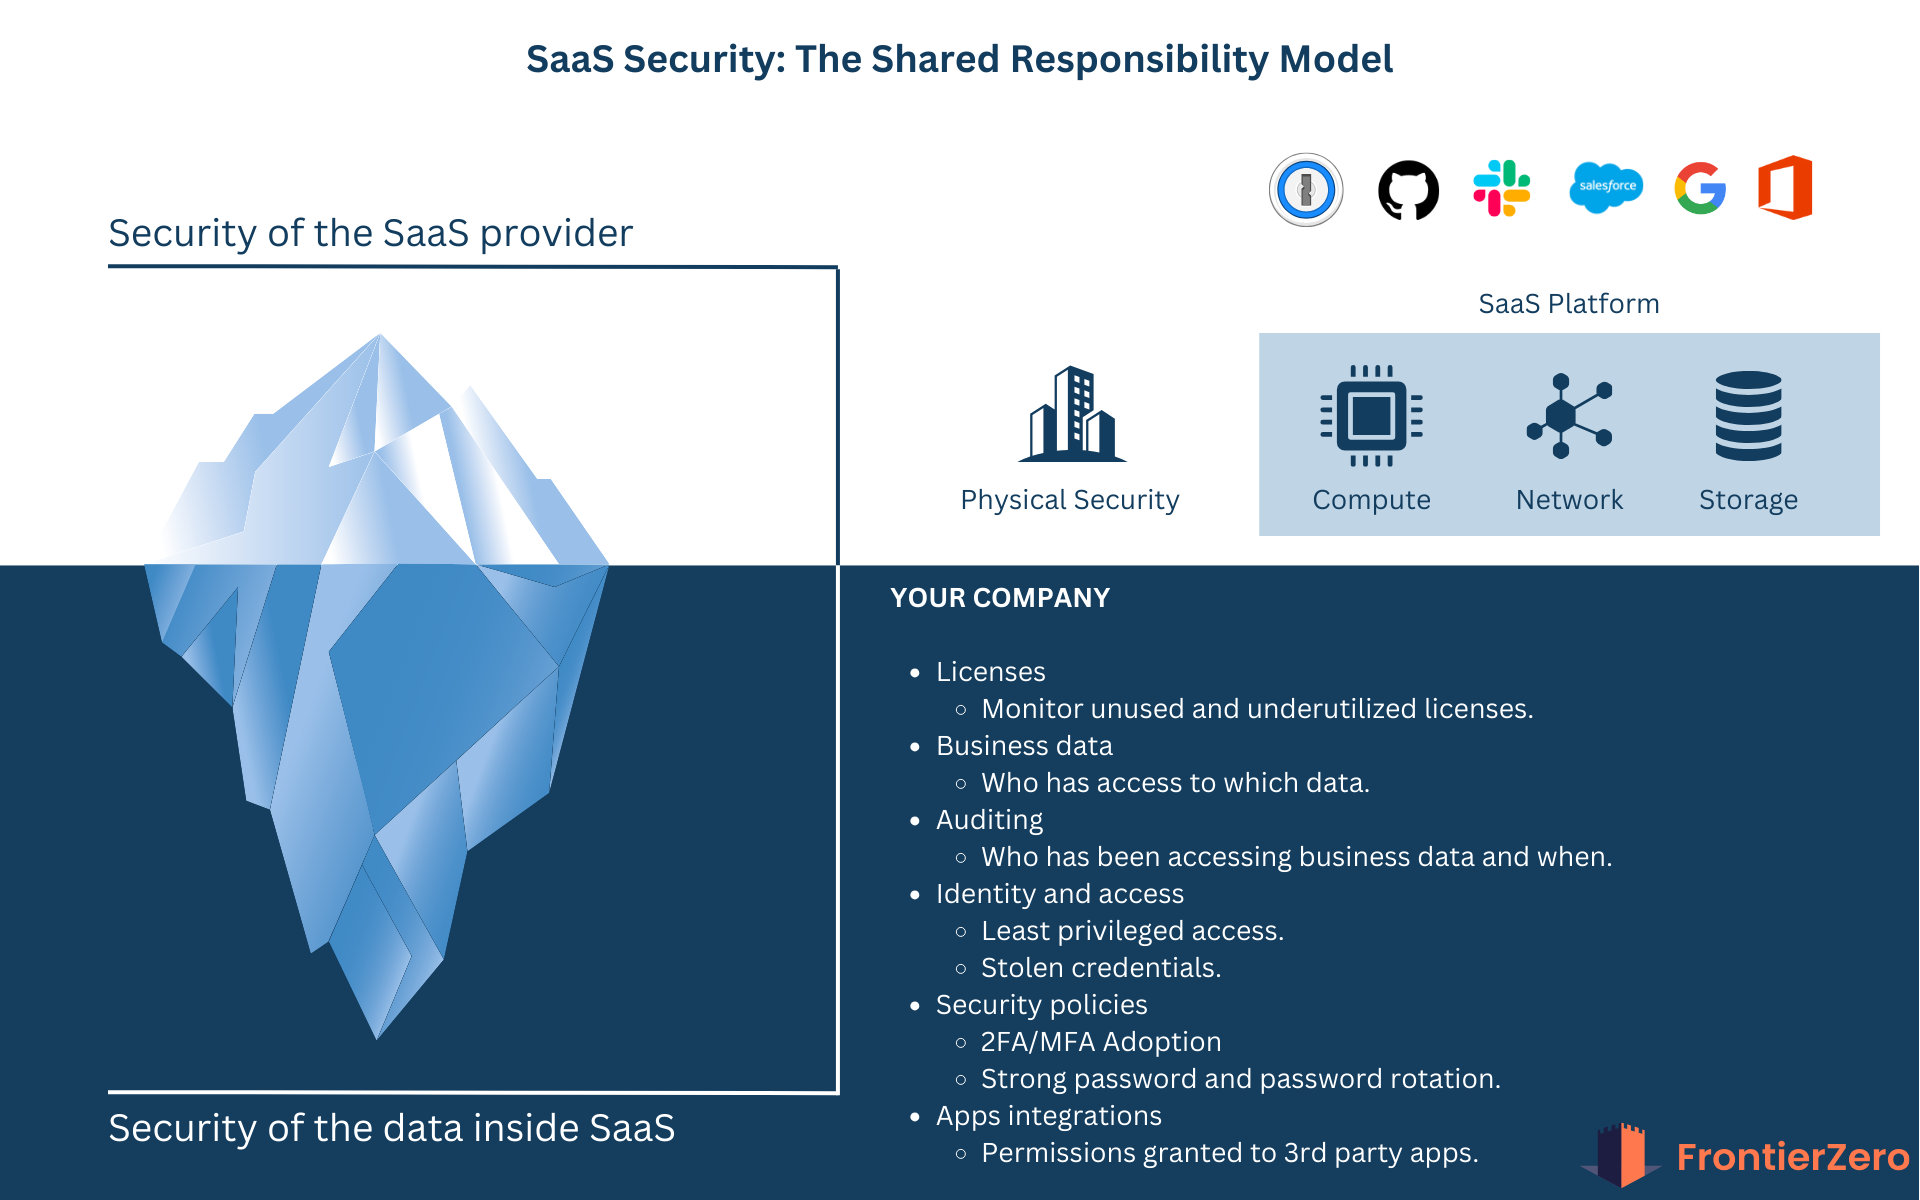 SaaS Security: The Shared Responsibility Model
salesforce
Security of the SaaS provider
SaaS Platform
Physical Security
Compute
Network
Storage
YOUR COMPANY
• Licenses
◦ Monitor unused and underutilized licenses.
• Business data
◦ Who has access to which data.
• Auditing
◦ Who has been accessing business data and when.
• Identity and access
◦ Least privileged access.
◦ Stolen credentials.
• Security policies
◦ 2FA/MFA Adoption
◦ Strong password and password rotation.
• Apps integrations
◦ Permissions granted to 3rd party apps.
Security of the data inside SaaS
FrontierZero